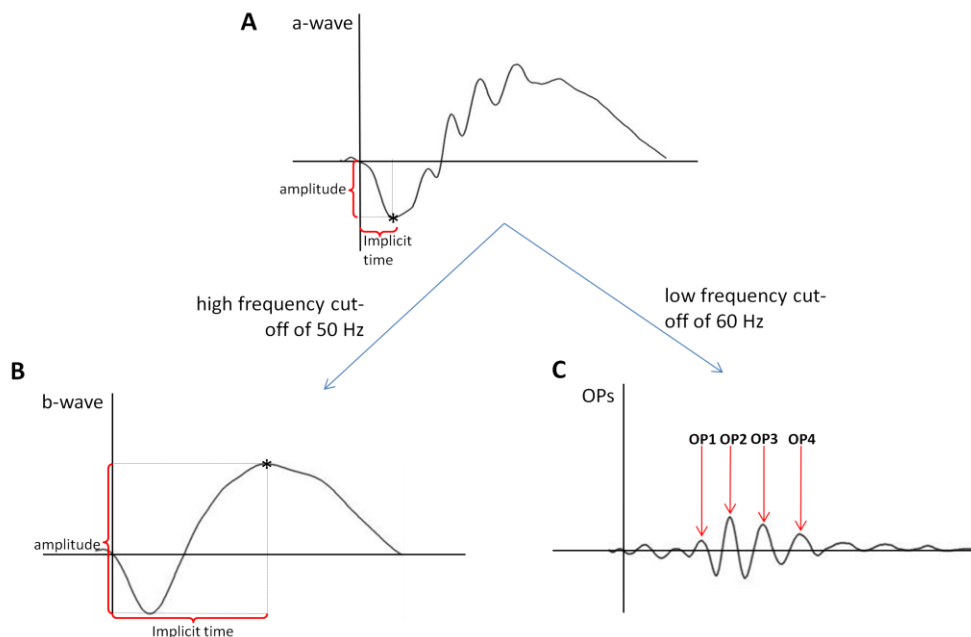 A
a-wave
amplitude
*
Implicit
time
high frequency cut-
off of 50 Hz
low frequency cut-
off of 60 Hz
B
b-wave
*
amplitude
Implicit time
C
OPs
OP1 OP2 OP3 OP4